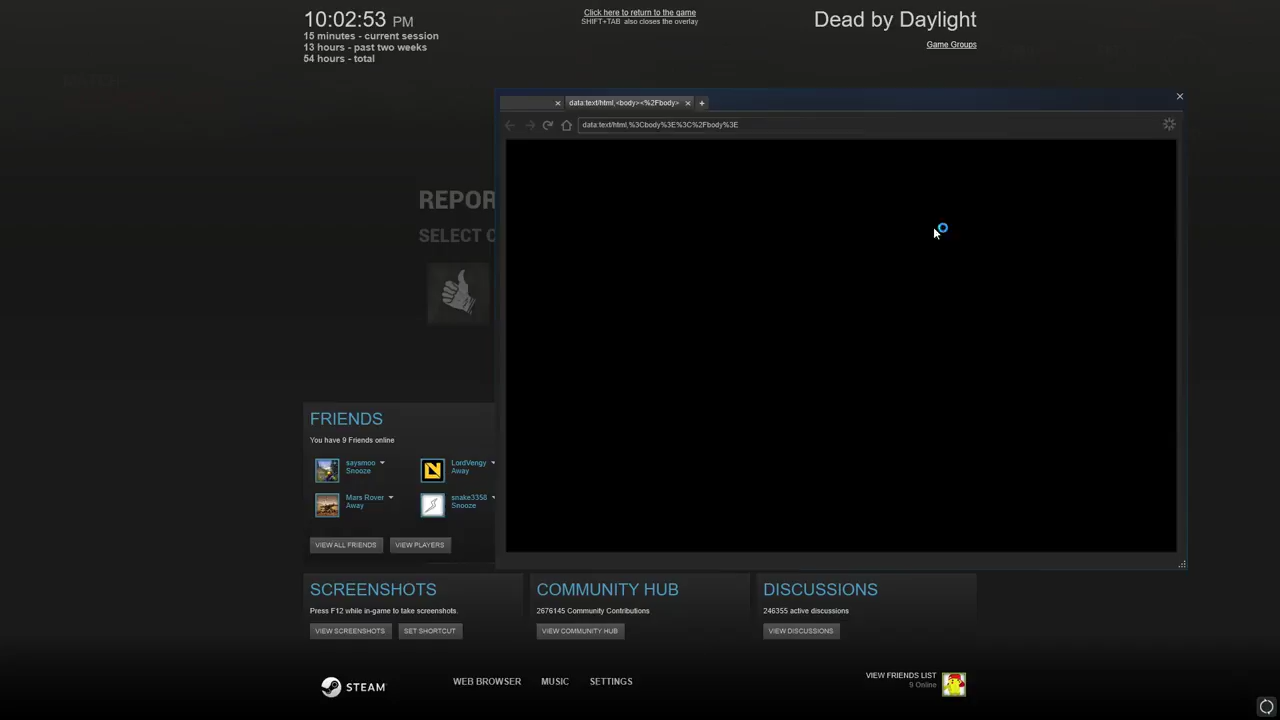 10:02:53 PM
15 minutes - current session
13 hours - past two weeks
54 hours - total
Click here to return to the game
SHIFT+TAB also closes the overlay
Dead by Daylight
Game Groups
data:text/html,<body><%2Fbody>
data:text/html,%3Cbody%3E%3C%2Fbody%3E
REPOR
SELECT
FRIENDS
You have 9 Friends online
saysmoo
Snooze
LordVengy
Away
Mars Rover
Away
snake3358
Snooze
VIEW ALL FRIENDS
VIEW PLAYERS
SCREENSHOTS
Press F12 while in-game to take screenshots.
VIEW SCREENSHOTS
SET SHORTCUT
COMMUNITY HUB
2676145 Community Contributions
VIEW COMMUNITY HUB
DISCUSSIONS
246355 active discussions
VIEW DISCUSSIONS
STEAM
WEB BROWSER
MUSIC
SETTINGS
VIEW FRIENDS LIST
9 Online